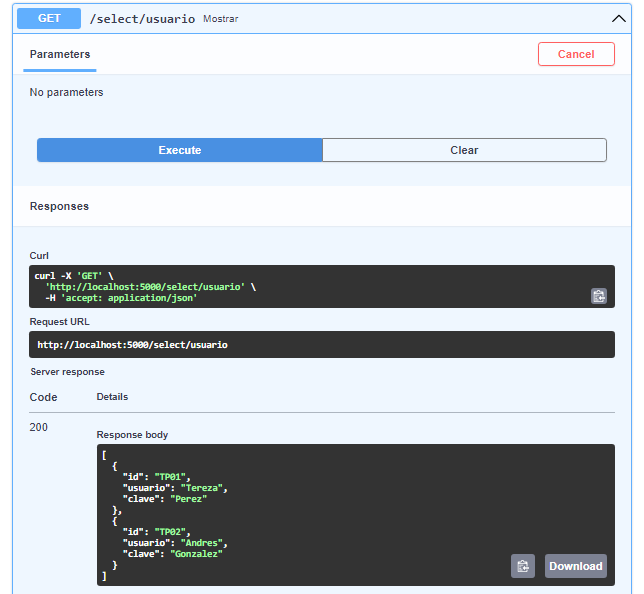 GET /select/usuario Mostrar
Parameters Cancel
No parameters
Execute Clear
Responses
Curl
curl -X 'GET' \
  'http://localhost:5000/select/usuario' \
  -H 'accept: application/json'
Request URL
http://localhost:5000/select/usuario
Server response
Code Details
200
Response body
[
  {
    "id": "TP01",
    "usuario": "Tereza",
    "clave": "Perez"
  },
  {
    "id": "TP02",
    "usuario": "Andres",
    "clave": "Gonzalez"
  }
]
Download